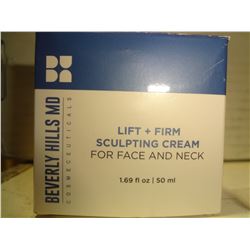 BEVERLY HILLS MD
COSMECEUTICALS
LIFT + FIRM
SCULPTING CREAM
FOR FACE AND NECK
1.69 fl oz | 50 ml